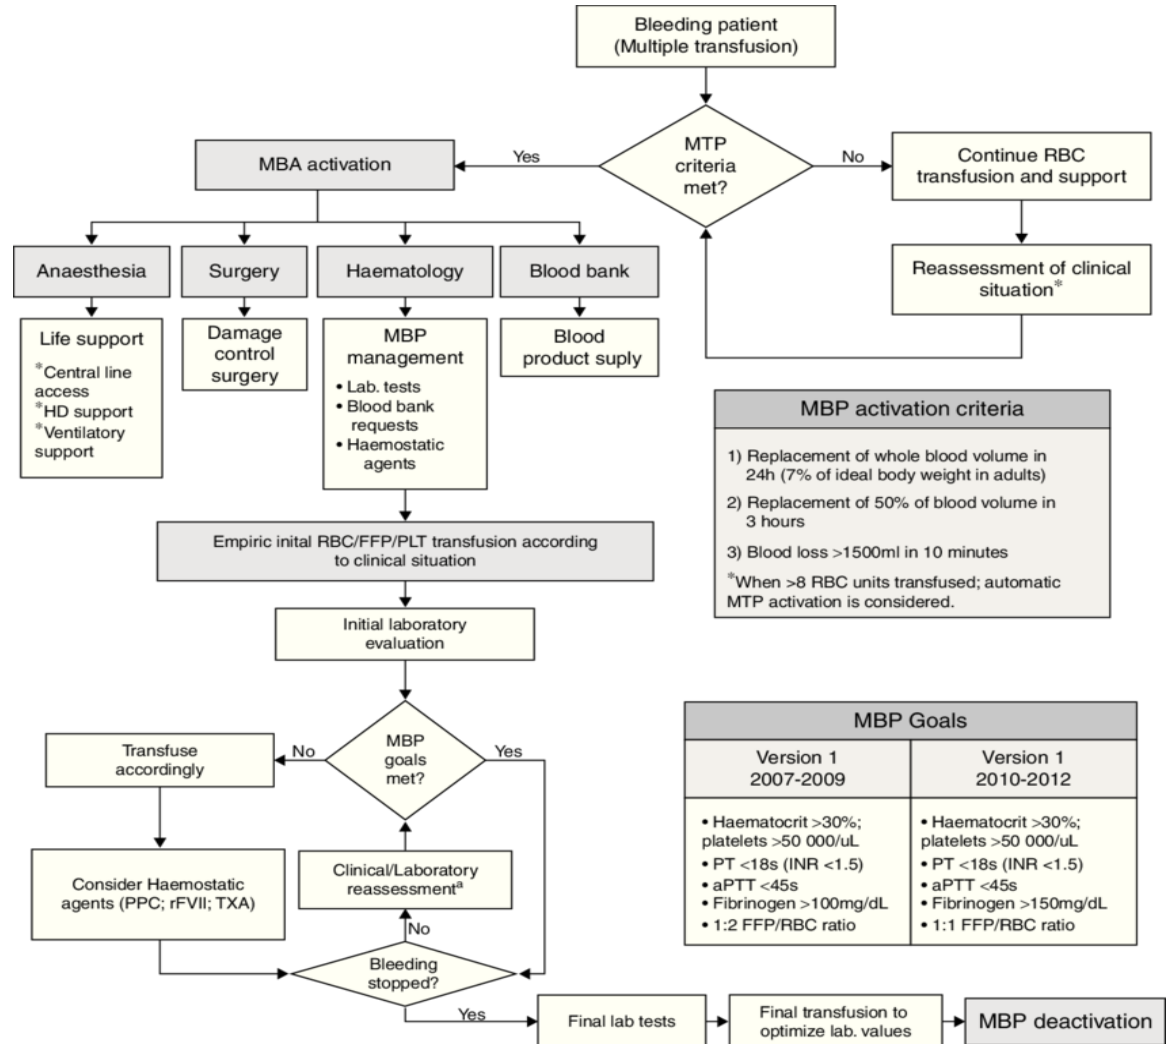 Bleeding patient
(Multiple transfusion)
MTP
criteria
met?
Yes
No
MBA activation
Continue RBC
transfusion and support
Reassessment of clinical
situation*
Anaesthesia
Surgery
Haematology
Blood bank
Life support
*Central line
access
*HD support
*Ventilatory
support
Damage
control
surgery
MBP
management
• Lab. tests
• Blood bank
requests
• Haemostatic
agents
Blood
product suply
MBP activation criteria
1) Replacement of whole blood volume in
24h (7% of ideal body weight in adults)
2) Replacement of 50% of blood volume in
3 hours
3) Blood loss >1500ml in 10 minutes
*When >8 RBC units transfused; automatic
MTP activation is considered.
Empiric inital RBC/FFP/PLT transfusion according
to clinical situation
Initial laboratory
evaluation
MBP
goals
met?
No
Yes
Transfuse
accordingly
Consider Haemostatic
agents (PPC; rFVII; TXA)
Clinical/Laboratory
reassessmentᵃ
No
Bleeding
stopped?
Yes
Final lab tests
Final transfusion to
optimize lab. values
MBP deactivation
MBP Goals
Version 1
2007-2009
• Haematocrit >30%;
platelets >50 000/uL
• PT <18s (INR <1.5)
• aPTT <45s
• Fibrinogen >100mg/dL
• 1:2 FFP/RBC ratio
Version 1
2010-2012
• Haematocrit >30%;
platelets >50 000/uL
• PT <18s (INR <1.5)
• aPTT <45s
• Fibrinogen >150mg/dL
• 1:1 FFP/RBC ratio